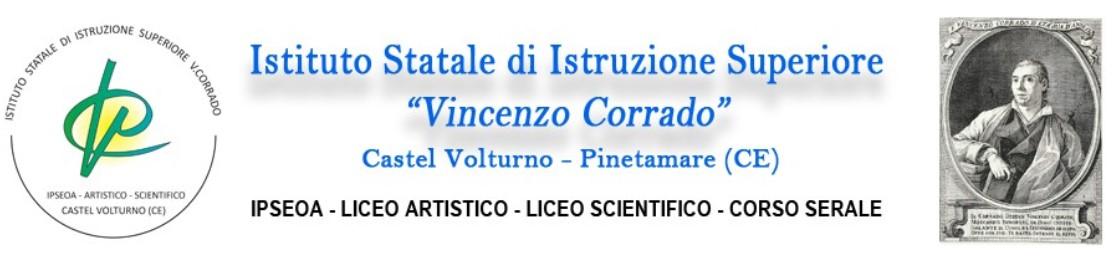 ISTITUTO STATALE DI ISTRUZIONE SUPERIORE V.CORRADO
IPSEOA - ARTISTICO - SCIENTIFICO
CASTEL VOLTURNO (CE)
Istituto Statale di Istruzione Superiore
“Vincenzo Corrado”
Castel Volturno – Pinetamare (CE)
IPSEOA - LICEO ARTISTICO - LICEO SCIENTIFICO - CORSO SERALE